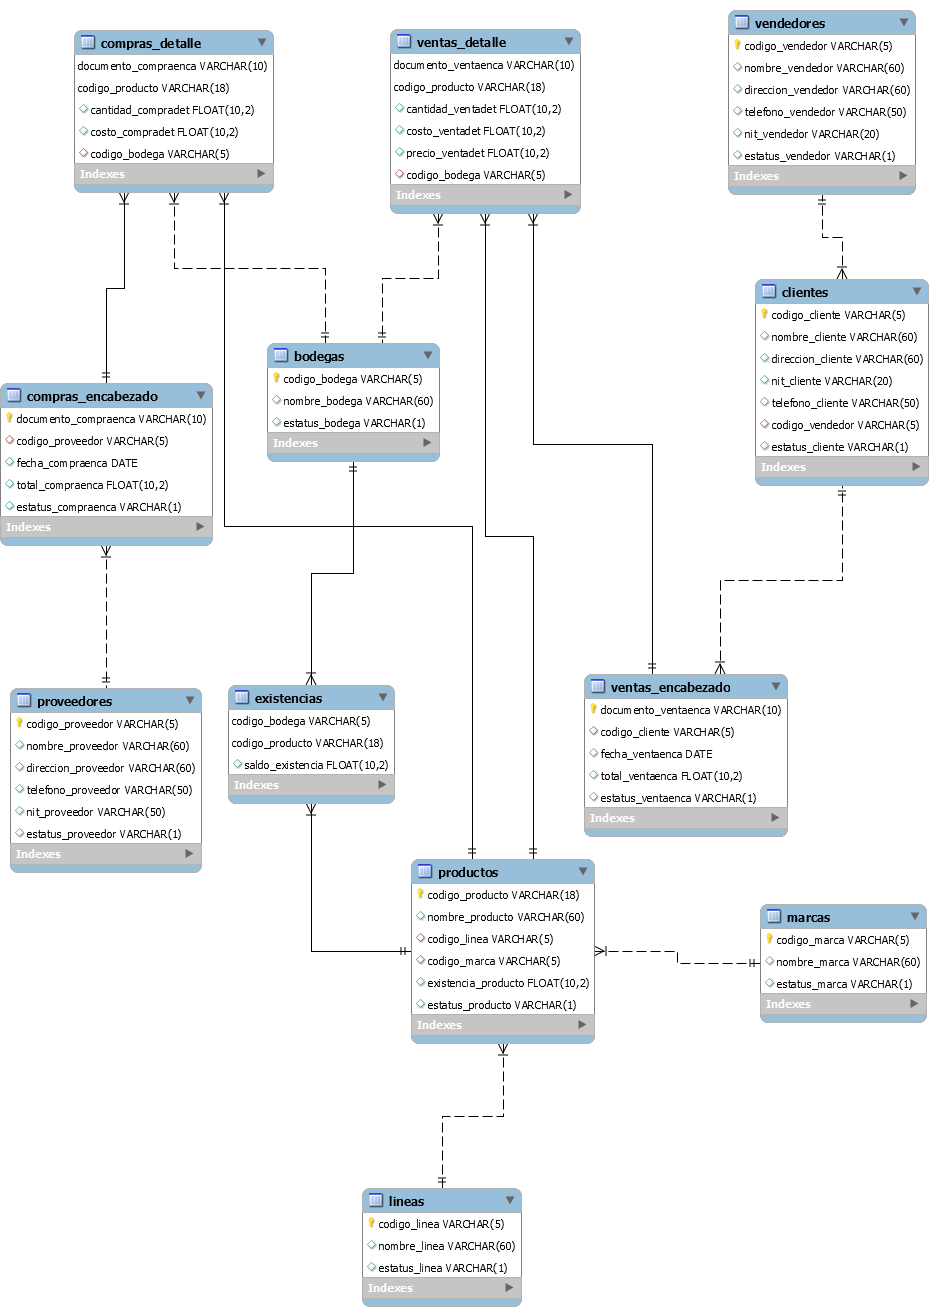 compras_detalle
documento_compraenca VARCHAR(10)
codigo_producto VARCHAR(18)
cantidad_compradet FLOAT(10,2)
costo_compradet FLOAT(10,2)
codigo_bodega VARCHAR(5)
Indexes
ventas_detalle
documento_ventaenca VARCHAR(10)
codigo_producto VARCHAR(18)
cantidad_ventadet FLOAT(10,2)
costo_ventadet FLOAT(10,2)
precio_ventadet FLOAT(10,2)
codigo_bodega VARCHAR(5)
Indexes
vendedores
codigo_vendedor VARCHAR(5)
nombre_vendedor VARCHAR(60)
direccion_vendedor VARCHAR(60)
telefono_vendedor VARCHAR(50)
nit_vendedor VARCHAR(20)
estatus_vendedor VARCHAR(1)
Indexes
clientes
codigo_cliente VARCHAR(5)
nombre_cliente VARCHAR(60)
direccion_cliente VARCHAR(60)
nit_cliente VARCHAR(20)
telefono_cliente VARCHAR(50)
codigo_vendedor VARCHAR(5)
estatus_cliente VARCHAR(1)
Indexes
bodegas
codigo_bodega VARCHAR(5)
nombre_bodega VARCHAR(60)
estatus_bodega VARCHAR(1)
Indexes
compras_encabezado
documento_compraenca VARCHAR(10)
codigo_proveedor VARCHAR(5)
fecha_compraenca DATE
total_compraenca FLOAT(10,2)
estatus_compraenca VARCHAR(1)
Indexes
proveedores
codigo_proveedor VARCHAR(5)
nombre_proveedor VARCHAR(60)
direccion_proveedor VARCHAR(60)
telefono_proveedor VARCHAR(50)
nit_proveedor VARCHAR(50)
estatus_proveedor VARCHAR(1)
Indexes
existencias
codigo_bodega VARCHAR(5)
codigo_producto VARCHAR(18)
saldo_existencia FLOAT(10,2)
Indexes
ventas_encabezado
documento_ventaenca VARCHAR(10)
codigo_cliente VARCHAR(5)
fecha_ventaenca DATE
total_ventaenca FLOAT(10,2)
estatus_ventaenca VARCHAR(1)
Indexes
productos
codigo_producto VARCHAR(18)
nombre_producto VARCHAR(60)
codigo_linea VARCHAR(5)
codigo_marca VARCHAR(5)
existencia_producto FLOAT(10,2)
estatus_producto VARCHAR(1)
Indexes
marcas
codigo_marca VARCHAR(5)
nombre_marca VARCHAR(60)
estatus_marca VARCHAR(1)
Indexes
lineas
codigo_linea VARCHAR(5)
nombre_linea VARCHAR(60)
estatus_linea VARCHAR(1)
Indexes